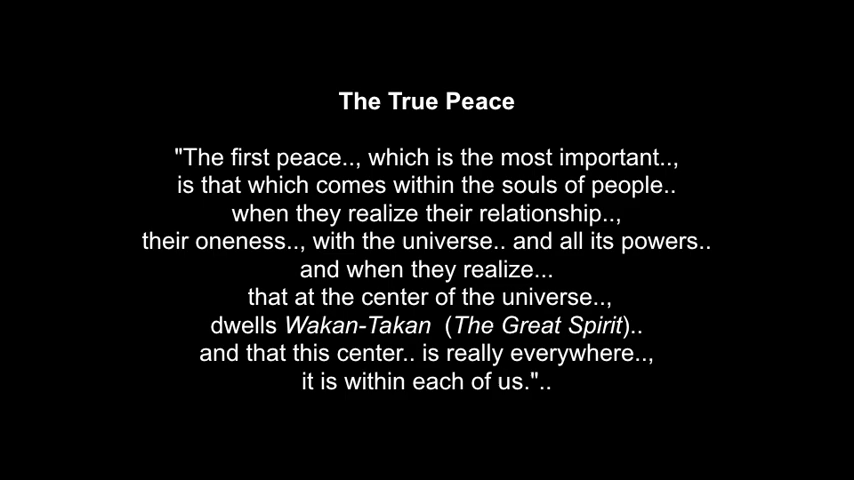 The True Peace
"The first peace.., which is the most important..,
is that which comes within the souls of people..
when they realize their relationship..,
their oneness.., with the universe.. and all its powers..
and when they realize...
that at the center of the universe..,
dwells Wakan-Takan (The Great Spirit)..
and that this center.. is really everywhere..,
it is within each of us."..